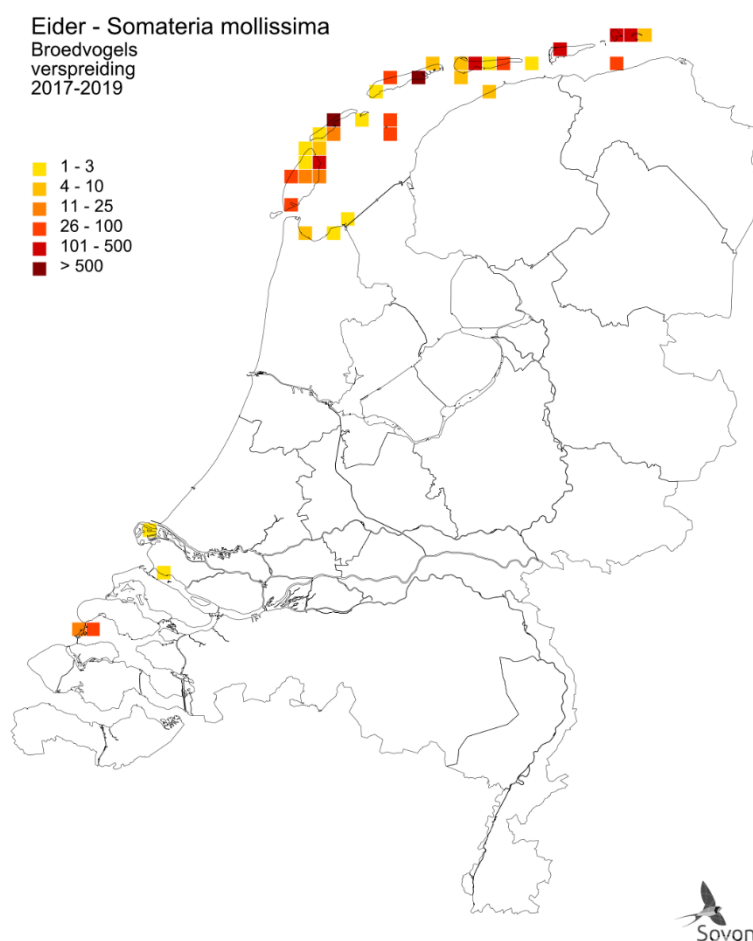 Eider - Somateria mollissima
Broedvogels
verspreiding
2017-2019
1 - 3
4 - 10
11 - 25
26 - 100
101 - 500
> 500
Sovon